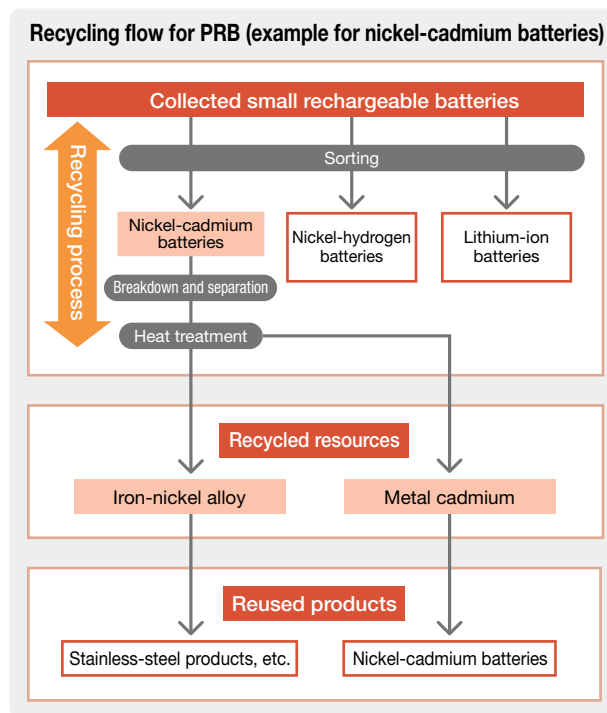 Recycling flow for PRB (example for nickel-cadmium batteries)
Collected small rechargeable batteries
Recycling process
Sorting
Nickel-cadmium
batteries
Nickel-hydrogen
batteries
Lithium-ion
batteries
Breakdown and separation
Heat treatment
Recycled resources
Iron-nickel alloy
Metal cadmium
Reused products
Stainless-steel products, etc.
Nickel-cadmium batteries